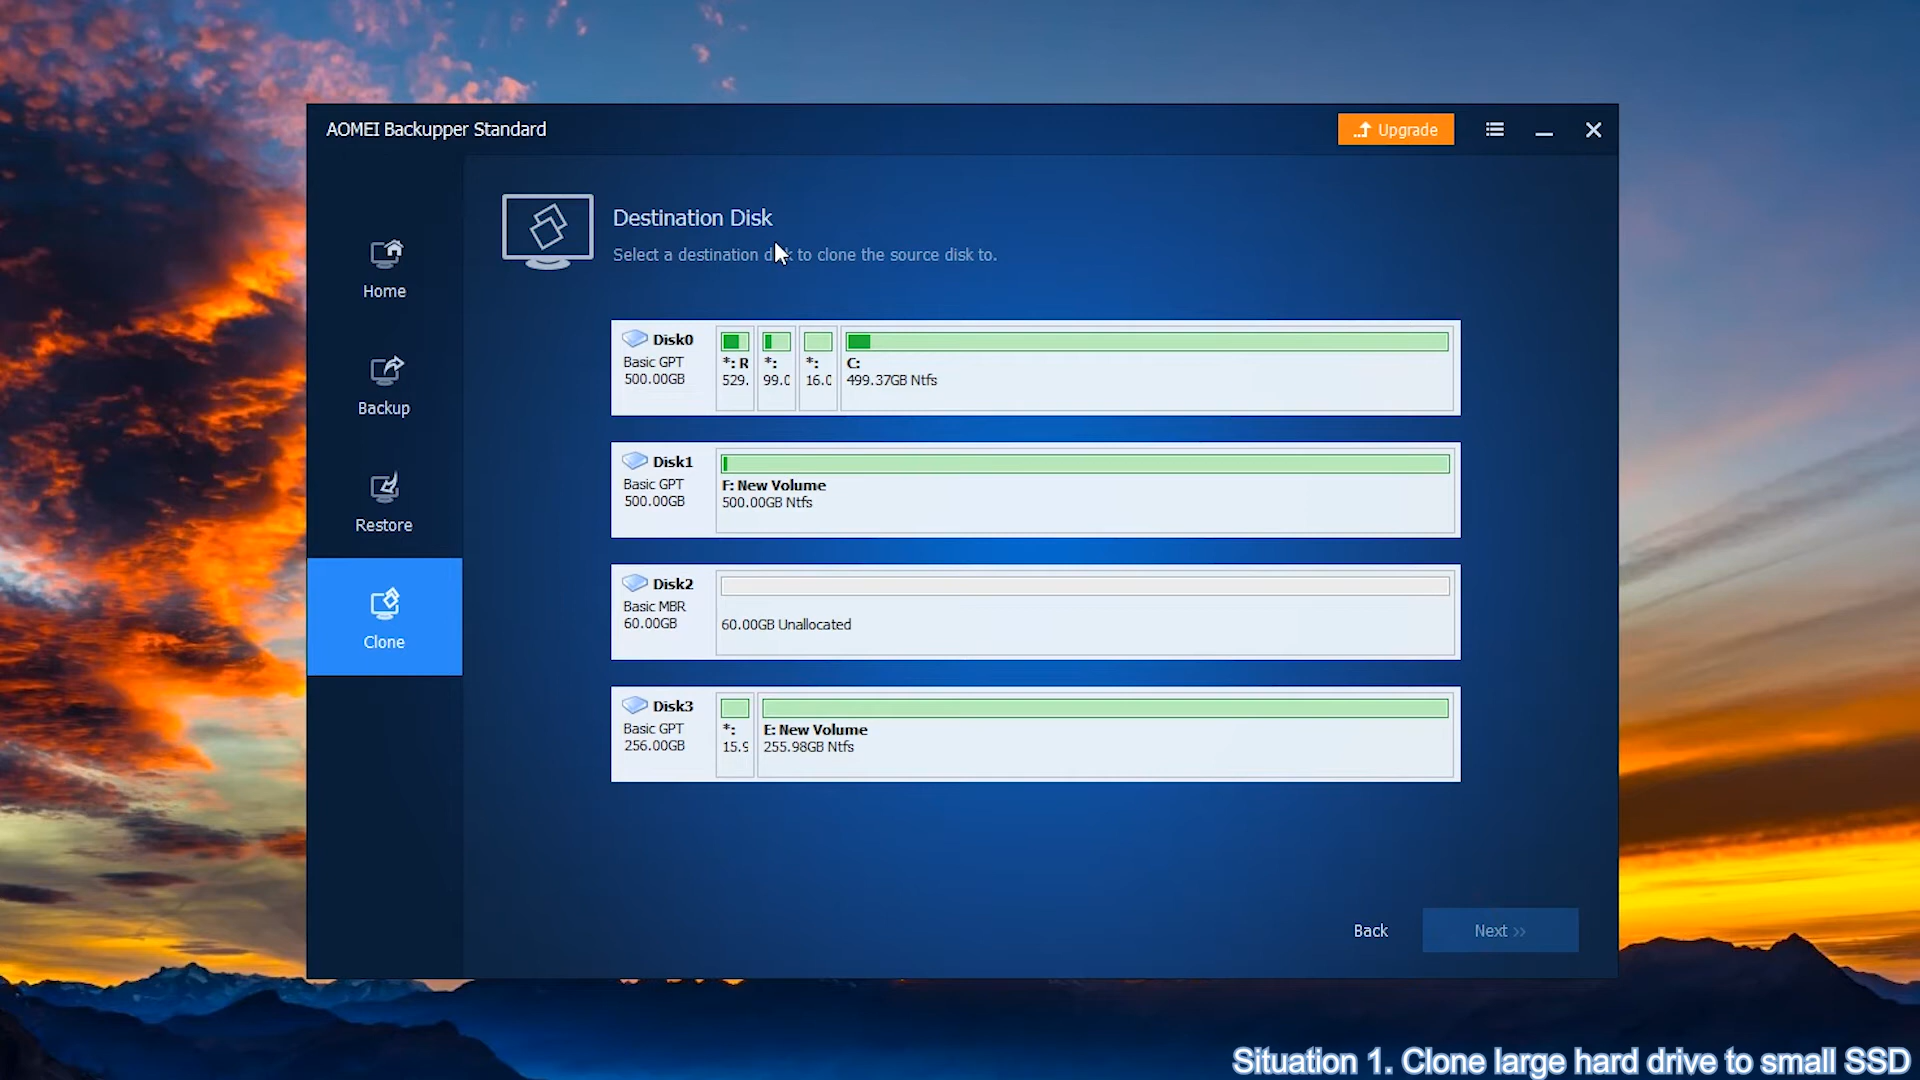 AOMEI Backupper Standard
Upgrade
Destination Disk
Select a destination disk to clone the source disk to.
Home
Backup
Restore
Clone
Disk0
Basic GPT
500.00GB
*: R
529.
*:
99.0
*:
16.0
C:
499.37GB Ntfs
Disk1
Basic GPT
500.00GB
F: New Volume
500.00GB Ntfs
Disk2
Basic MBR
60.00GB
60.00GB Unallocated
Disk3
Basic GPT
256.00GB
*:
15.9
E: New Volume
255.98GB Ntfs
Back
Next >>
Situation 1. Clone large hard drive to small SSD